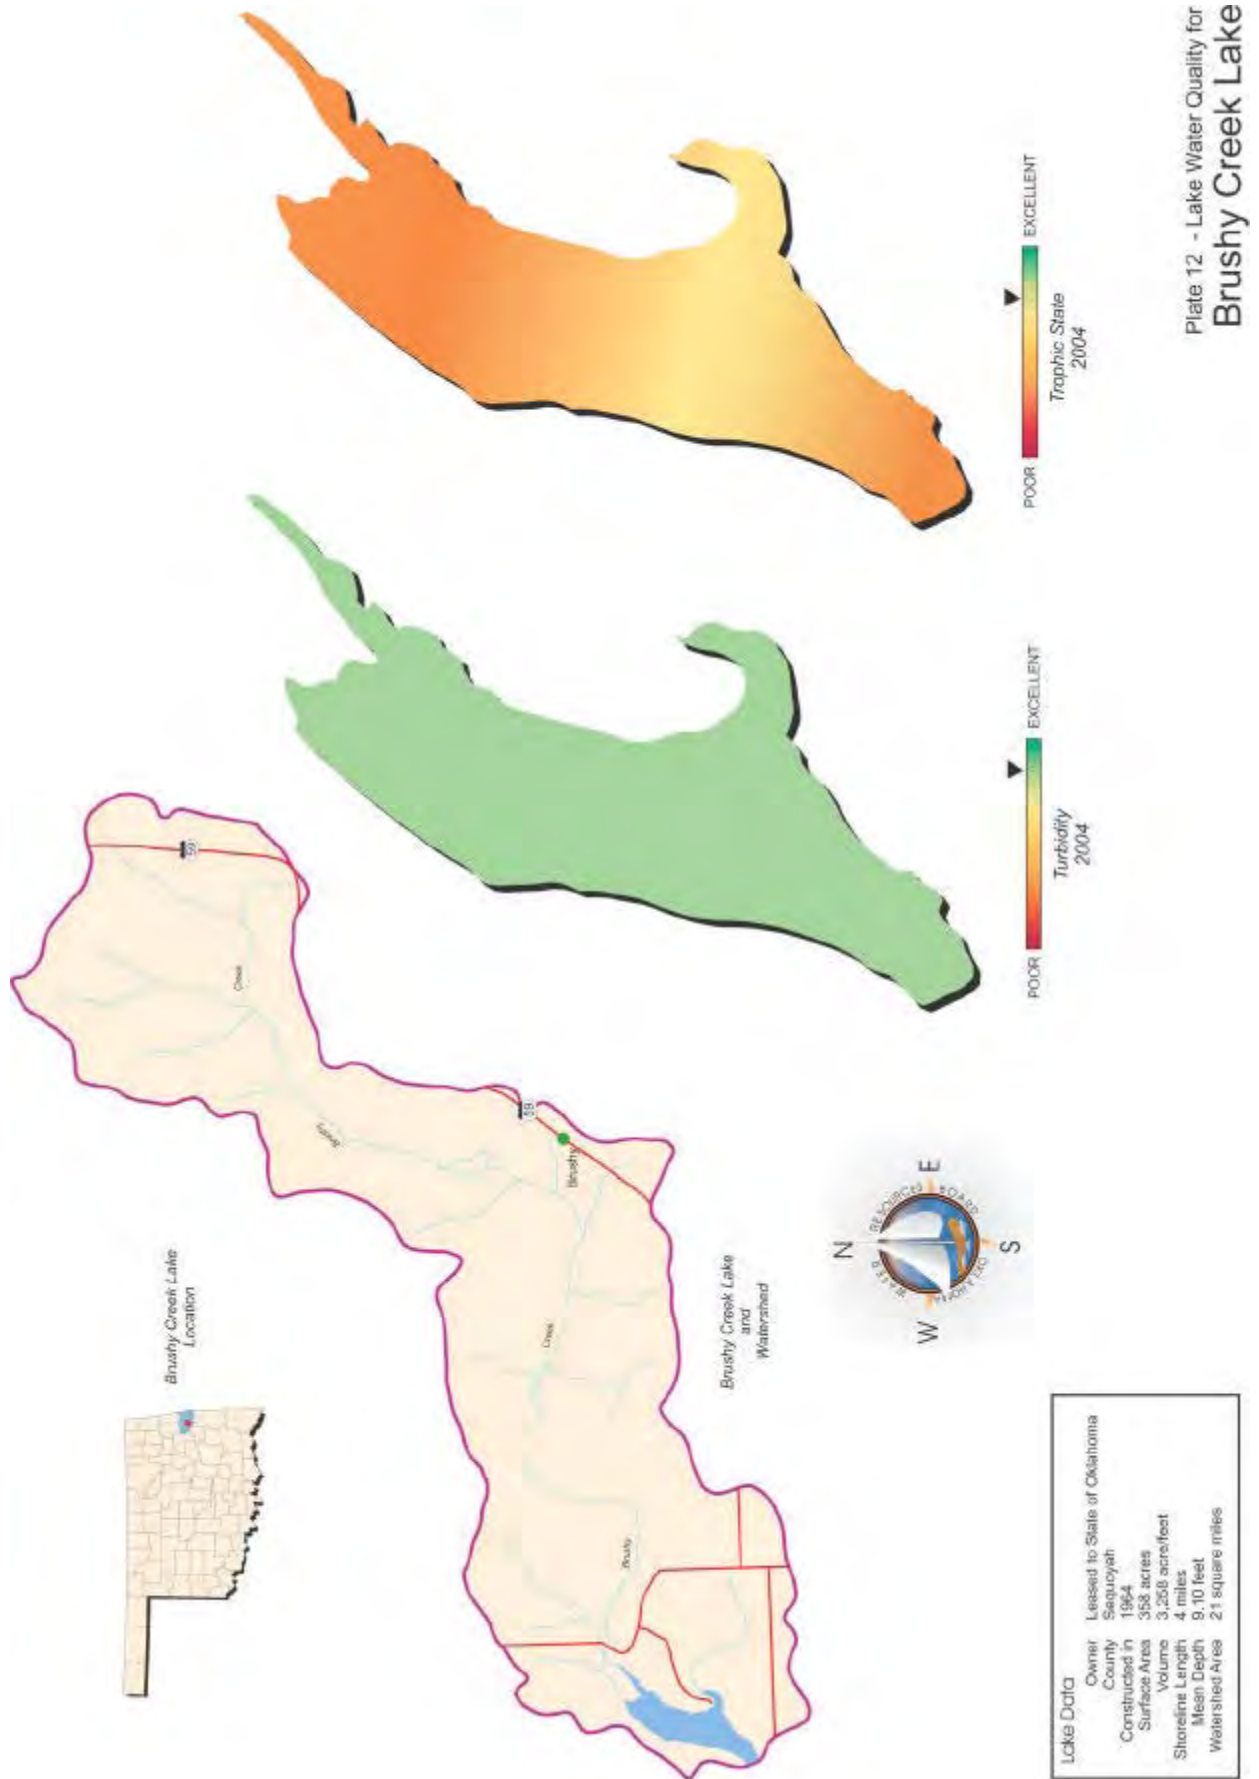 Plate 12 - Lake Water Quality for
Brushy Creek Lake
Brushy Creek Lake
Location
Creek
59
Brushy
59
Brushy
Creek
Brushy
Brushy Creek Lake
and
Watershed
POOR
EXCELLENT
Turbidity
2004
POOR
EXCELLENT
Trophic State
2004
N
W
E
S
OKLAHOMA
WATER
RESOURCES
BOARD
Lake Data
Owner Leased to State of Oklahoma
County Sequoyah
Constructed in 1964
Surface Area 358 acres
Volume 3,258 acre/feet
Shoreline Length 4 miles
Mean Depth 9.10 feet
Watershed Area 21 square miles